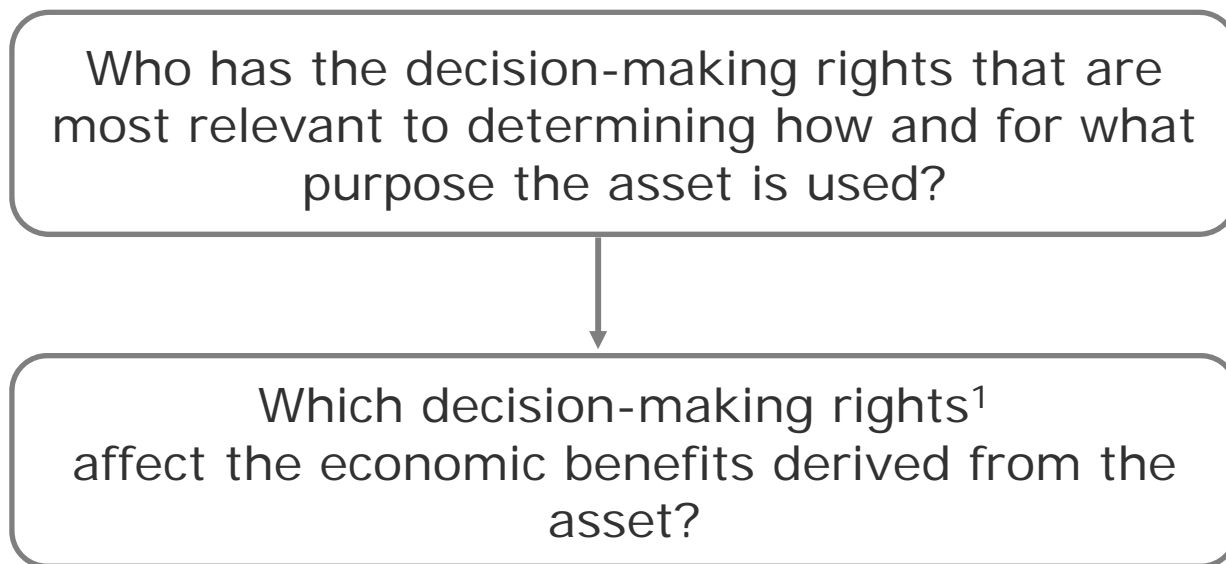 Who has the decision-making rights that are
most relevant to determining how and for what
purpose the asset is used?
Which decision-making rights¹
affect the economic benefits derived from the
asset?